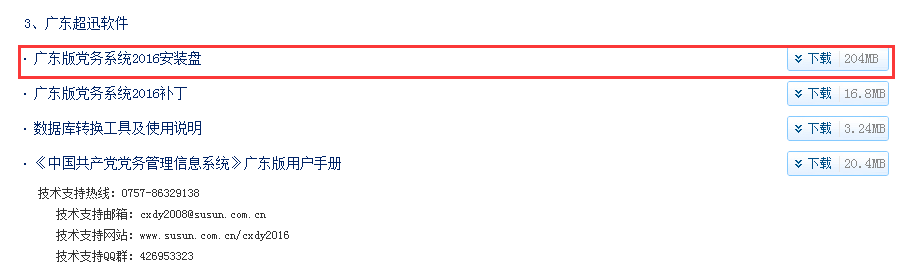 3、广东超迅软件
· 广东版党务系统2016安装盘 下载 204MB
· 广东版党务系统2016补丁 下载 16.8MB
· 数据库转换工具及使用说明 下载 3.24MB
· 《中国共产党党务管理信息系统》广东版用户手册 下载 20.4MB
技术支持热线：0757-86329138
技术支持邮箱：cxdy2008@susun.com.cn
技术支持网站：www.susun.com.cn/cxdy2016
技术支持QQ群：426953323